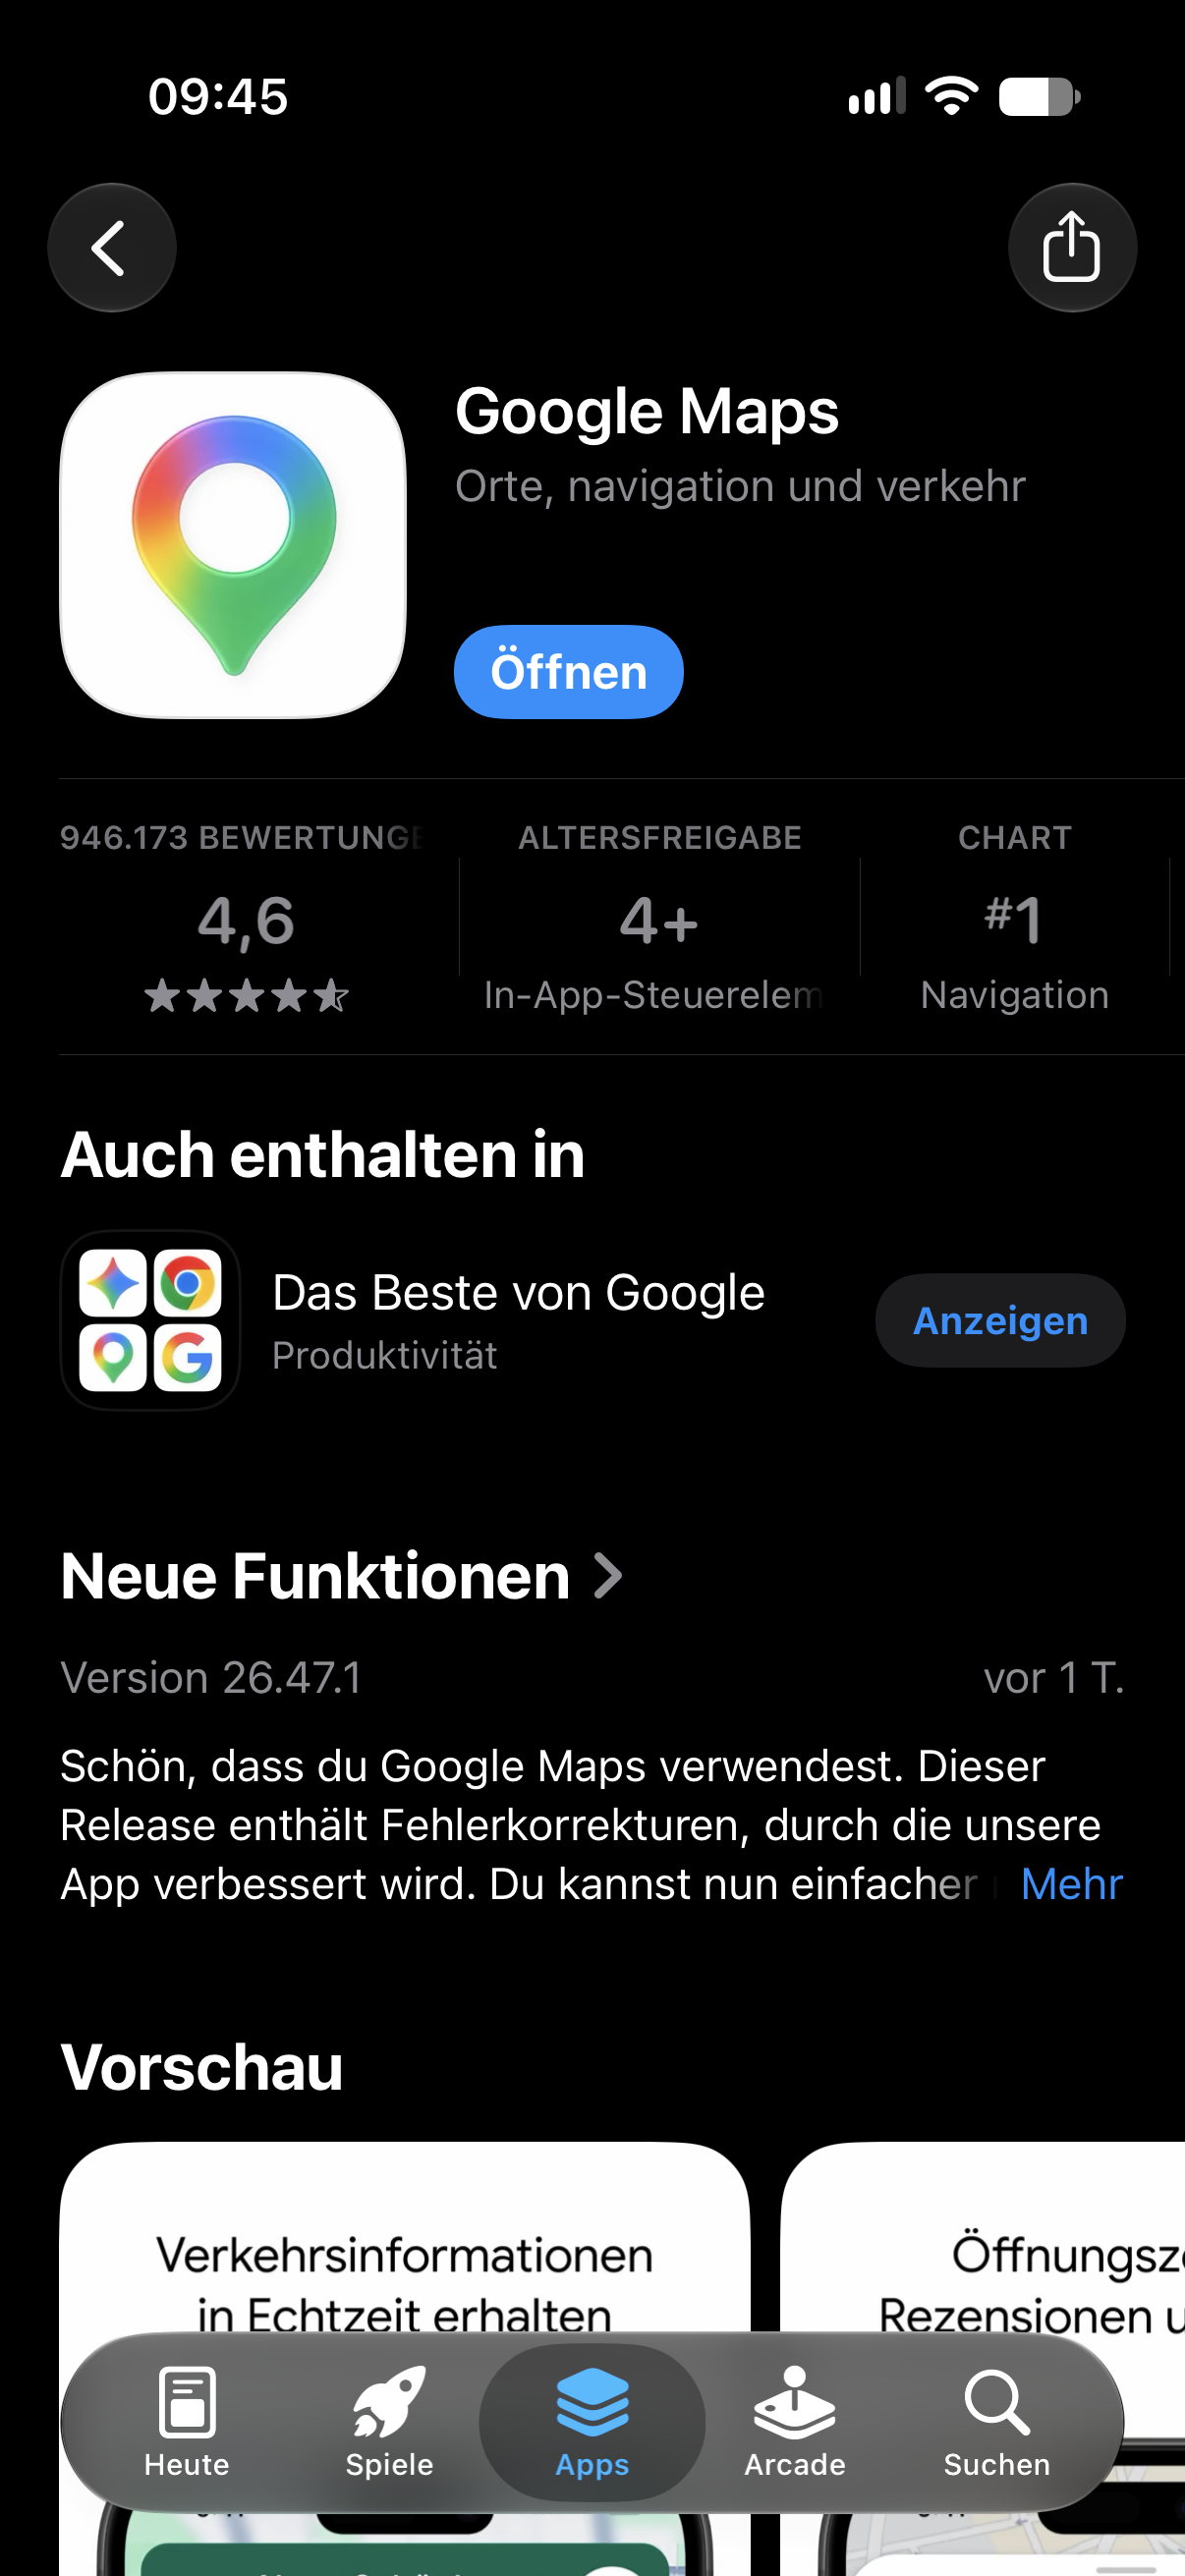 09:45
Google Maps
Orte, navigation und verkehr
Öffnen
946.173 BEWERTUNGE
4,6
ALTERSFREIGABE
4+
In-App-Steuerelem
CHART
#1
Navigation
Auch enthalten in
Das Beste von Google
Produktivität
Anzeigen
Neue Funktionen
Version 26.47.1
vor 1 T.
Schön, dass du Google Maps verwendest. Dieser
Release enthält Fehlerkorrekturen, durch die unsere
App verbessert wird. Du kannst nun einfacher Mehr
Vorschau
Verkehrsinformationen
in Echtzeit erhalten
Öffnungsze
Rezensionen u
Heute
Spiele
Apps
Arcade
Suchen